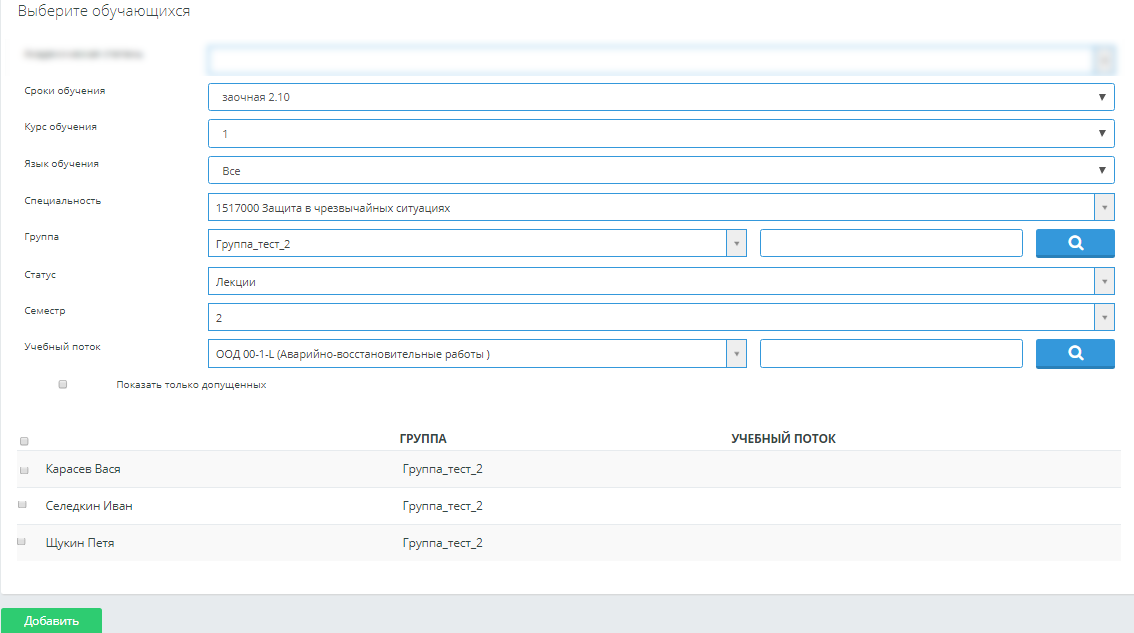 Выберите обучающихся
Сроки обучения заочная 2.10
Курс обучения 1
Язык обучения Все
Специальность 1517000 Защита в чрезвычайных ситуациях
Группа Группа_тест_2
Статус Лекции
Семестр 2
Учебный поток ООД 00-1-L (Аварийно-восстановительные работы )
Показать только допущенных
ГРУППА УЧЕБНЫЙ ПОТОК
Карасев Вася Группа_тест_2
Селедкин Иван Группа_тест_2
Щукин Петя Группа_тест_2
Добавить